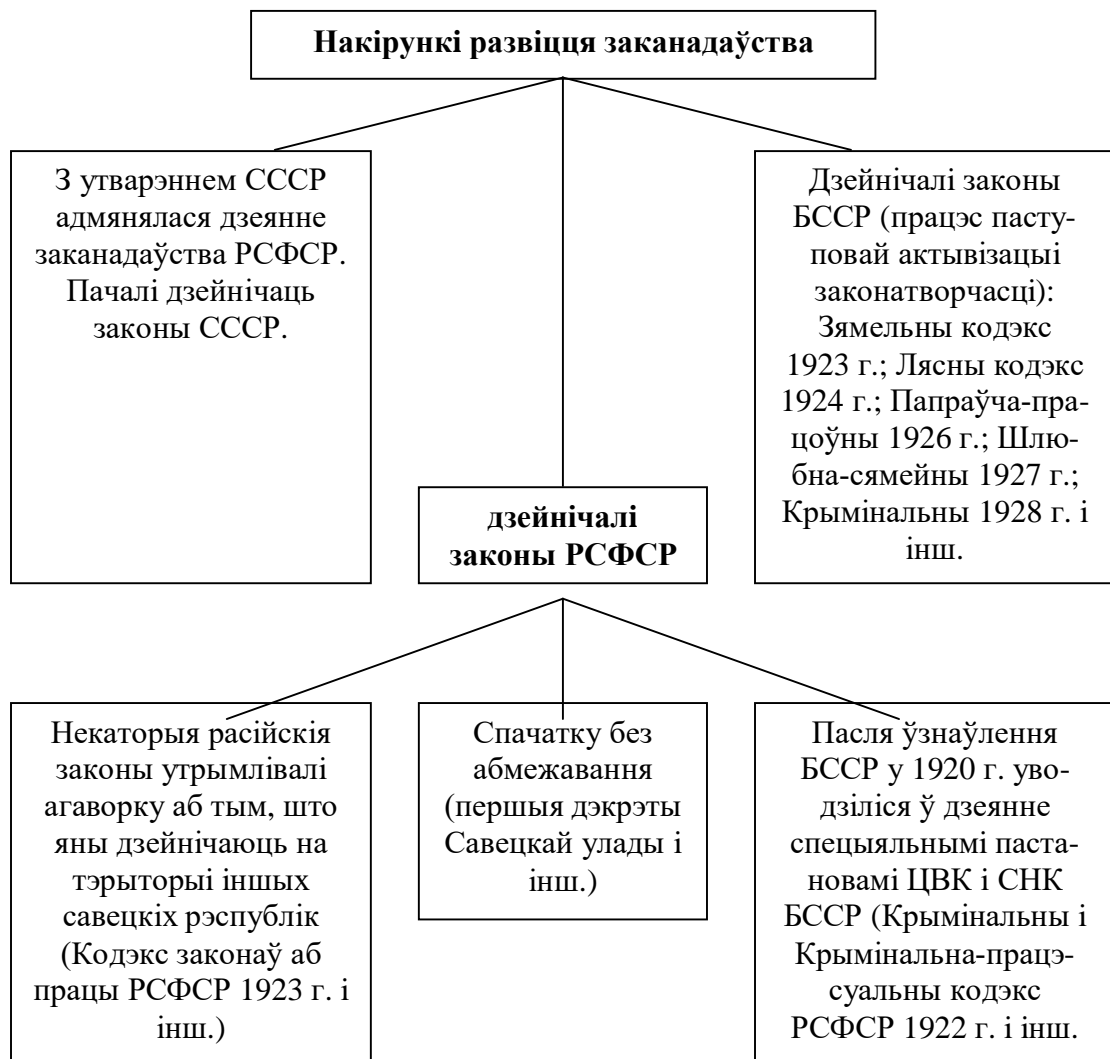 Накірункі развіцця заканадаўства
З утварэннем СССР
адмянялася дзеянне
заканадаўства РСФСР.
Пачалі дзейнічаць
законы СССР.
Дзейнічалі законы
БССР (працэс пасту-
повай актывізацыі
законатворчасці):
Зямельны кодэкс
1923 г.; Лясны кодэкс
1924 г.; Папраўча-пра-
цоўны 1926 г.; Шлю-
бна-сямейны 1927 г.;
Крымінальны 1928 г. і
інш.
дзейнічалі
законы РСФСР
Некаторыя расійскія
законы утрымлівалі
агаворку аб тым, што
яны дзейнічаюць на
тэрыторыі іншых
савецкіх рэспублік
(Кодэкс законаў аб
працы РСФСР 1923 г. і
інш.)
Спачатку без
абмежавання
(першыя дэкрэты
Савецкай улады і
інш.)
Пасля ўзнаўлення
БССР у 1920 г. уво-
дзіліся ў дзеянне
спецыяльнымі паста-
новамі ЦВК і СНК
БССР (Крымінальны і
Крымінальна-працэ-
суальны кодэкс
РСФСР 1922 г. і інш.